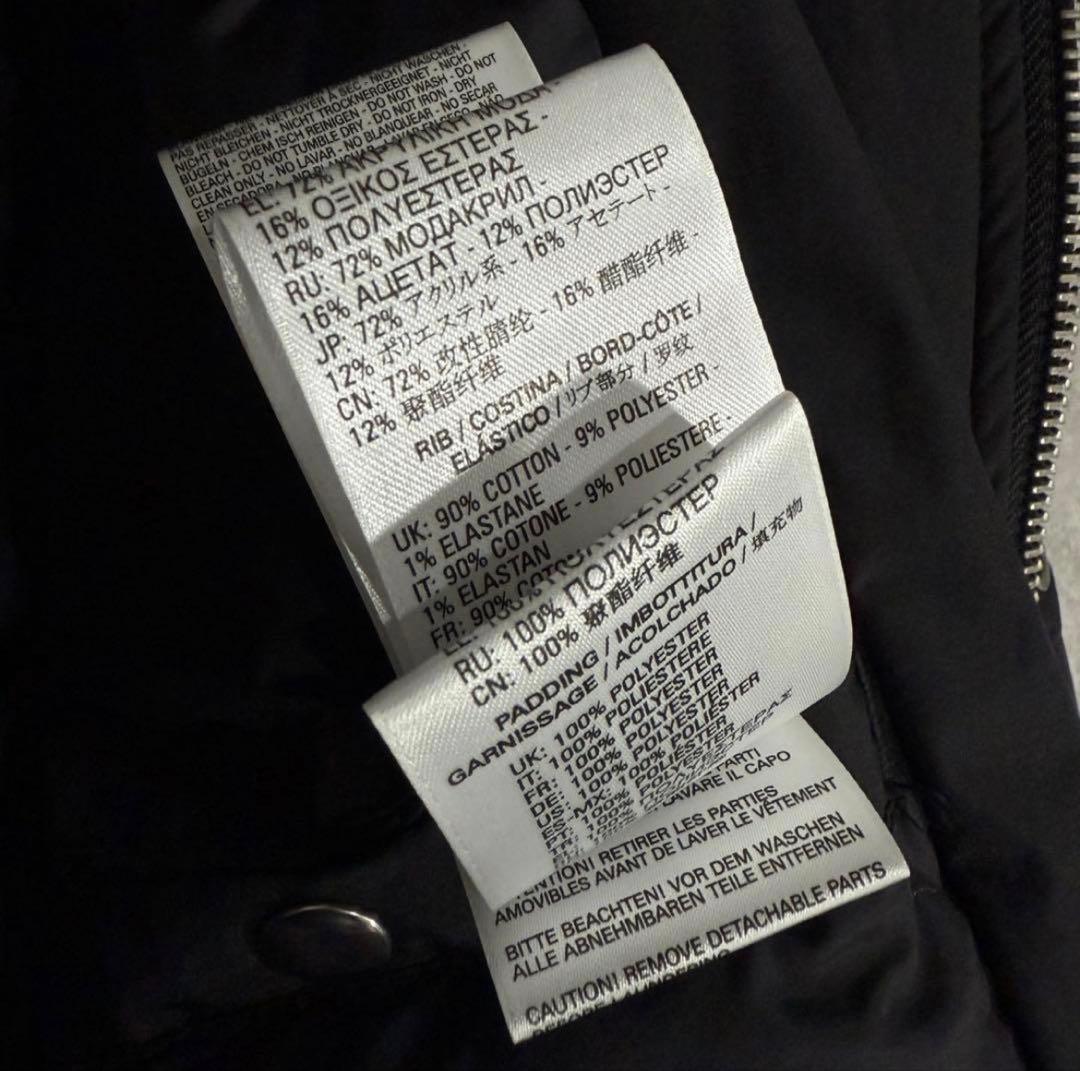 PAS REPASSER - NETTOYER À SEC - NICHT WASCHEN -
NICHT BLEICHEN - NICHT TROCKNERGEEIGNET - NICHT
BÜGELN - CHEMISCH REINIGEN - DO NOT WASH - DO NOT
BLEACH - DO NOT TUMBLE DRY - DO NOT IRON - DRY
CLEAN ONLY - NO LAVAR - NO BLANQUEAR - NO SECAR
EL: 72% ΑΚΡΥΛΙΚΗ
16% ΟΞΙΚΟΣ ΕΣΤΕΡΑΣ -
12% ΠΟΛΥΕΣΤΕΡΑΣ
RU: 72% МОДАКРИЛ -
16% АЦЕТАТ - 12% ПОЛИЭСТЕР
JP: 72% アクリル系 - 16% アセテート -
12% ポリエステル
CN: 72% 改性腈纶 - 16% 醋酯纤维 -
12% 聚酯纤维
RIB / COSTINA / BORD-CÔTE /
ELÁSTICO / リブ部分 / 罗纹
UK: 90% COTTON - 9% POLYESTER -
1% ELASTANE
IT: 90% COTONE - 9% POLIESTERE -
1% ELASTAN
FR: 90%
RU: 100% ПОЛИЭСТЕР
CN: 100% 聚酯纤维
PADDING / IMBOTTITURA /
GARNISSAGE / ACOLCHADO / 填充物
UK: 100% POLYESTER
IT: 100% POLIESTERE
FR: 100% POLYESTER
DE: 100% POLYESTER
US-MX: 100% POLIESTER
PT: 100% POLIÉSTER
LAVARE IL CAPO
RETIRER LES PARTIES
AMOVIBLES AVANT DE LAVER LE VÊTEMENT
BITTE BEACHTEN! VOR DEM WASCHEN
ALLE ABNEHMBAREN TEILE ENTFERNEN
CAUTION! REMOVE DETACHABLE PARTS